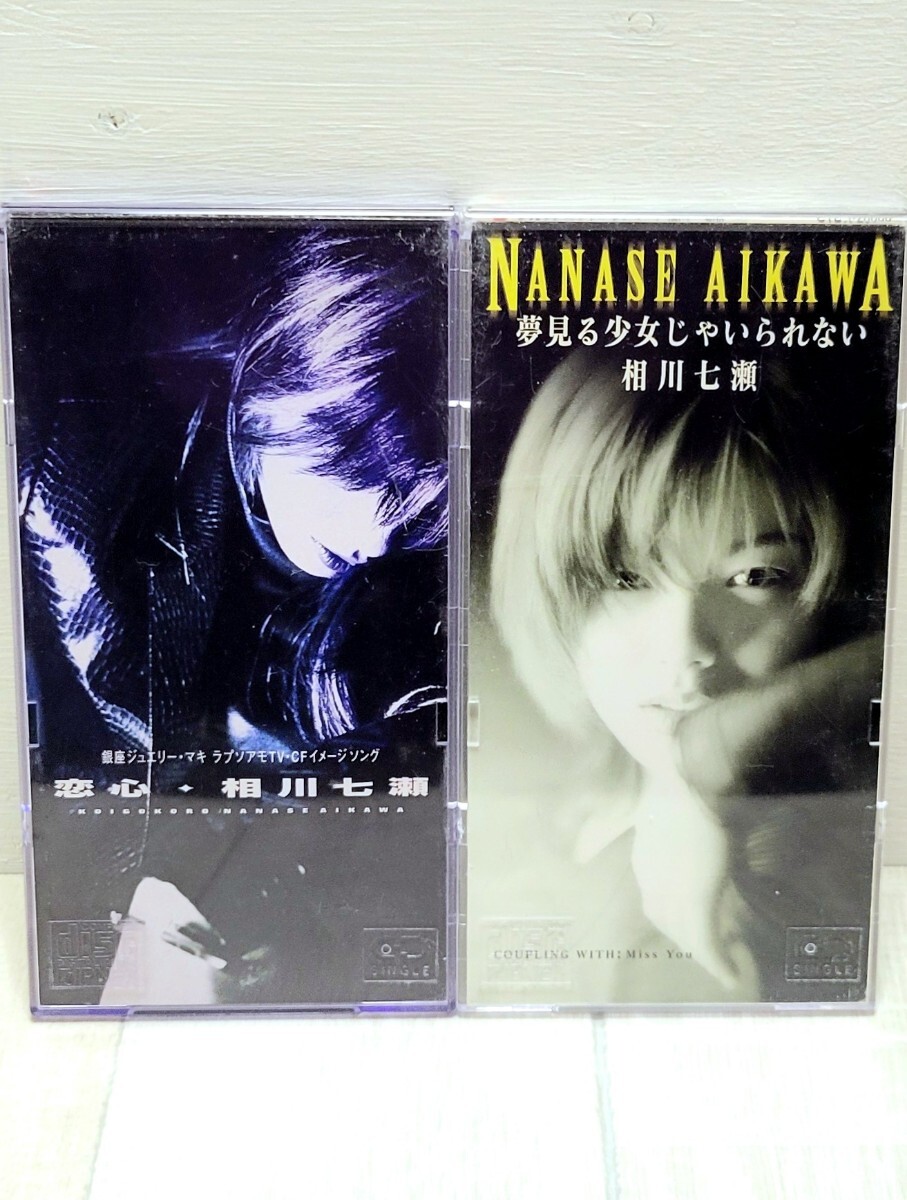 銀座ジュエリー・マキ ラブソアモTV・CFイメージソング
恋心・相川七瀬
KOIGOKORO/NANASE AIKAWA
SINGLE
NANASE AIKAWA
夢見る少女じゃいられない
相川七瀬
COUPLING WITH: Miss You
SINGLE